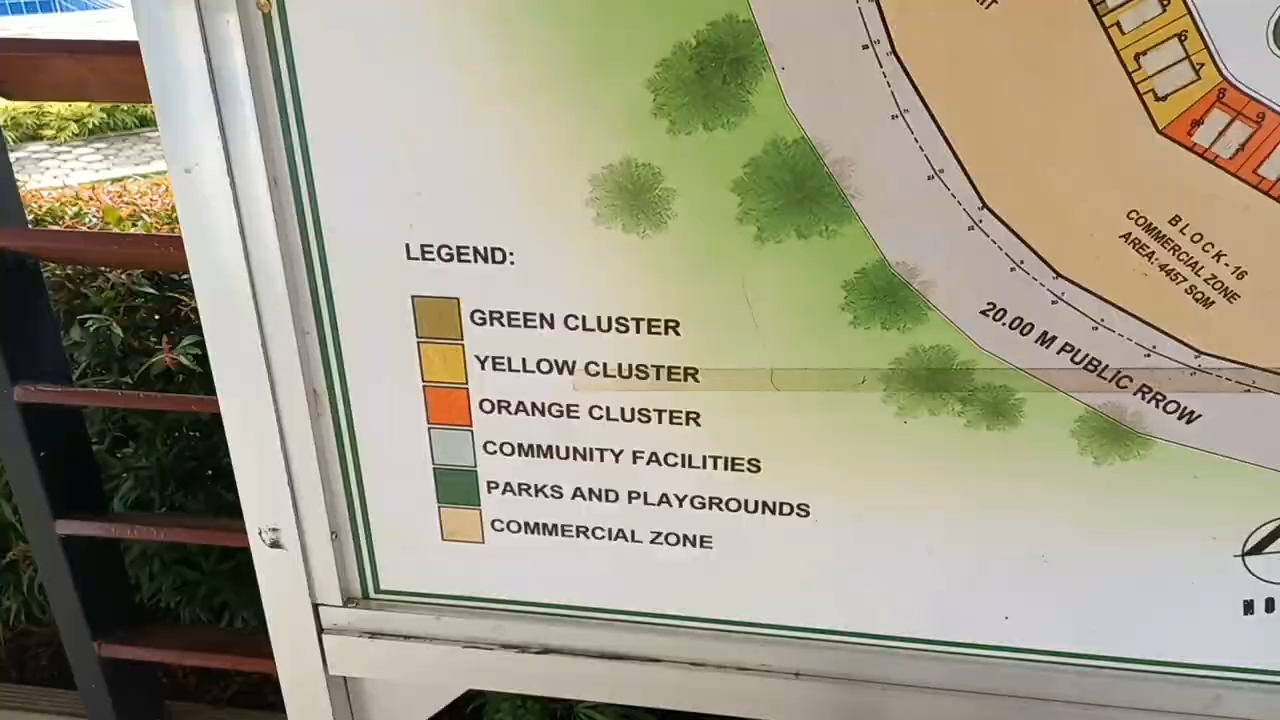 LEGEND:
GREEN CLUSTER
YELLOW CLUSTER
ORANGE CLUSTER
COMMUNITY FACILITIES
PARKS AND PLAYGROUNDS
COMMERCIAL ZONE
BLOCK-16
COMMERCIAL ZONE
AREA: 4457 SQM
20.00 M PUBLIC RROW